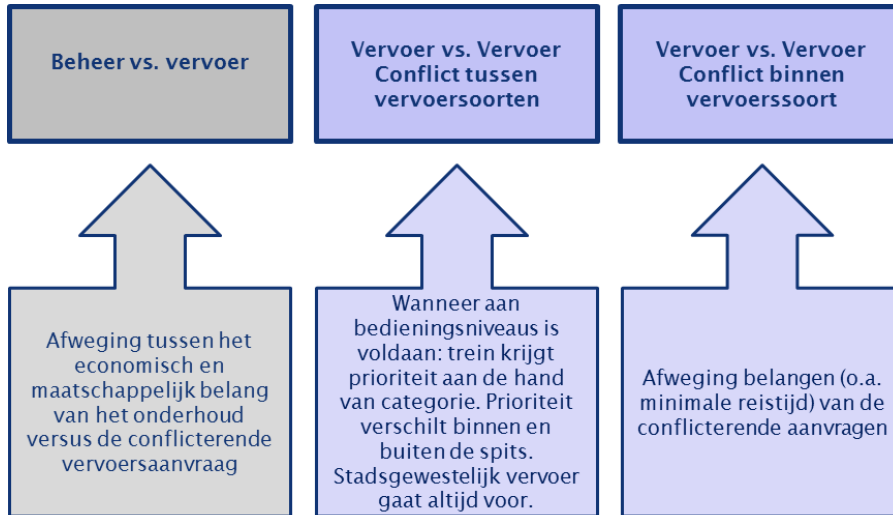 Beheer vs. vervoer
Vervoer vs. Vervoer
Conflict tussen
vervoersoorten
Vervoer vs. Vervoer
Conflict binnen
vervoerssoort
Afweging tussen het
economisch en
maatschappelijk belang
van het onderhoud
versus de conflicterende
vervoersaanvraag
Wanneer aan
bedieningsniveaus is
voldaan: trein krijgt
prioriteit aan de hand
van categorie. Prioriteit
verschilt binnen en
buiten de spits.
Stadsgewestelijk vervoer
gaat altijd voor.
Afweging belangen (o.a.
minimale reistijd) van de
conflicterende aanvragen